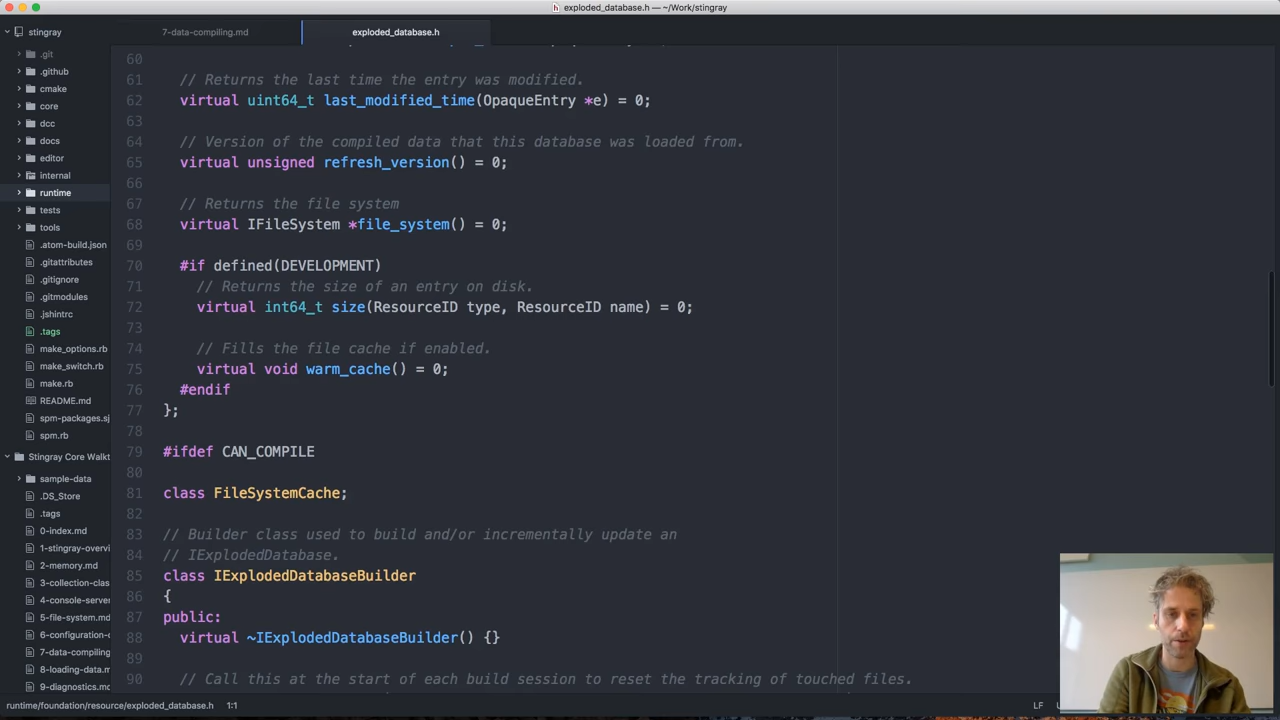 exploded_database.h — ~/Work/stingray
stingray
7-data-compiling.md
exploded_database.h
.git
.github
cmake
core
dcc
docs
editor
internal
runtime
tests
tools
.atom-build.json
.gitattributes
.gitignore
.gitmodules
.jshintrc
.tags
make_options.rb
make_switch.rb
make.rb
README.md
spm-packages.sj
spm.rb
Stingray Core Walkt
sample-data
.DS_Store
.tags
0-index.md
1-stingray-overvi
2-memory.md
3-collection-clas
4-console-server
5-file-system.md
6-configuration-c
7-data-compiling
8-loading-data.m
9-diagnostics.md
60
61 // Returns the last time the entry was modified.
62 virtual uint64_t last_modified_time(OpaqueEntry *e) = 0;
63
64 // Version of the compiled data that this database was loaded from.
65 virtual unsigned refresh_version() = 0;
66
67 // Returns the file system
68 virtual IFileSystem *file_system() = 0;
69
70 #if defined(DEVELOPMENT)
71 // Returns the size of an entry on disk.
72 virtual int64_t size(ResourceID type, ResourceID name) = 0;
73
74 // Fills the file cache if enabled.
75 virtual void warm_cache() = 0;
76 #endif
77 };
78
79 #ifdef CAN_COMPILE
80
81 class FileSystemCache;
82
83 // Builder class used to build and/or incrementally update an
84 // IExplodedDatabase.
85 class IExplodedDatabaseBuilder
86 {
87 public:
88 virtual ~IExplodedDatabaseBuilder() {}
89
90 // Call this at the start of each build session to reset the tracking of touched files.
runtime/foundation/resource/exploded_database.h 1:1
LF